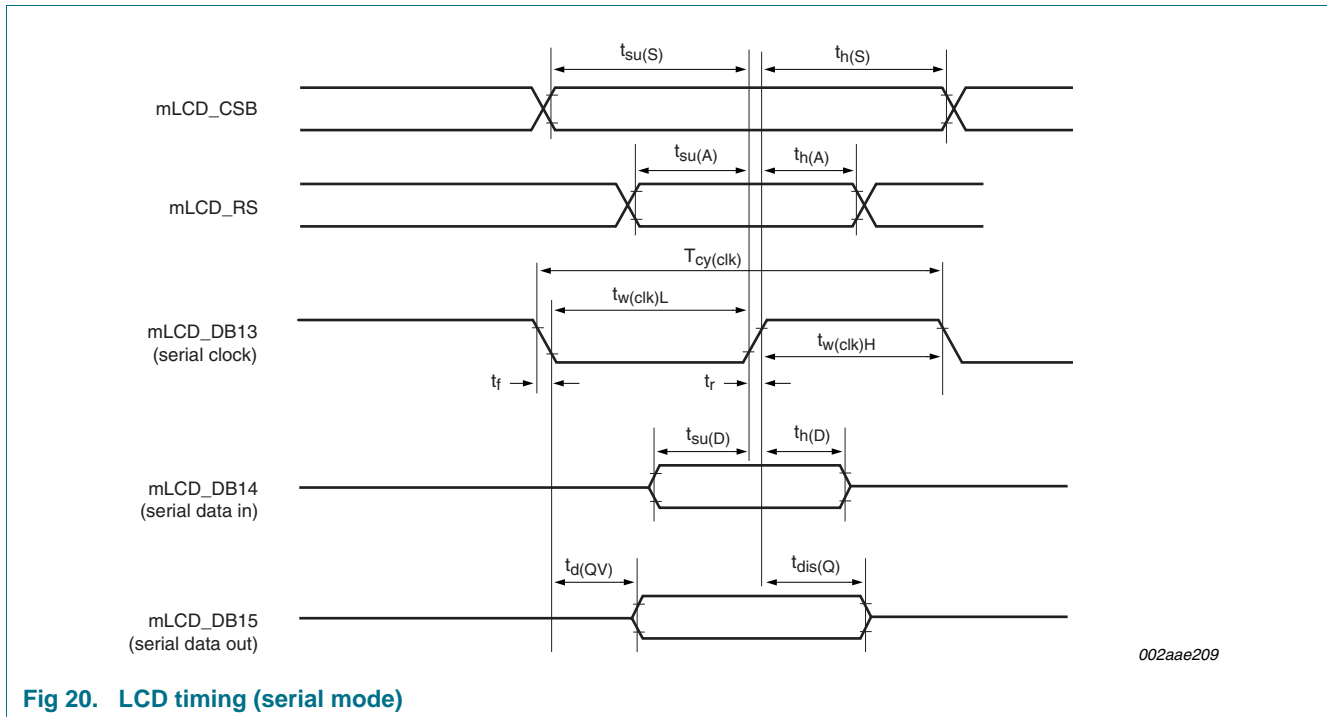 tsu(S)
th(S)
mLCD_CSB
tsu(A)
th(A)
mLCD_RS
Tcy(clk)
tw(clk)L
mLCD_DB13
(serial clock)
tw(clk)H
tf
tr
tsu(D)
th(D)
mLCD_DB14
(serial data in)
td(QV)
tdis(Q)
mLCD_DB15
(serial data out)
002aae209
Fig 20. LCD timing (serial mode)